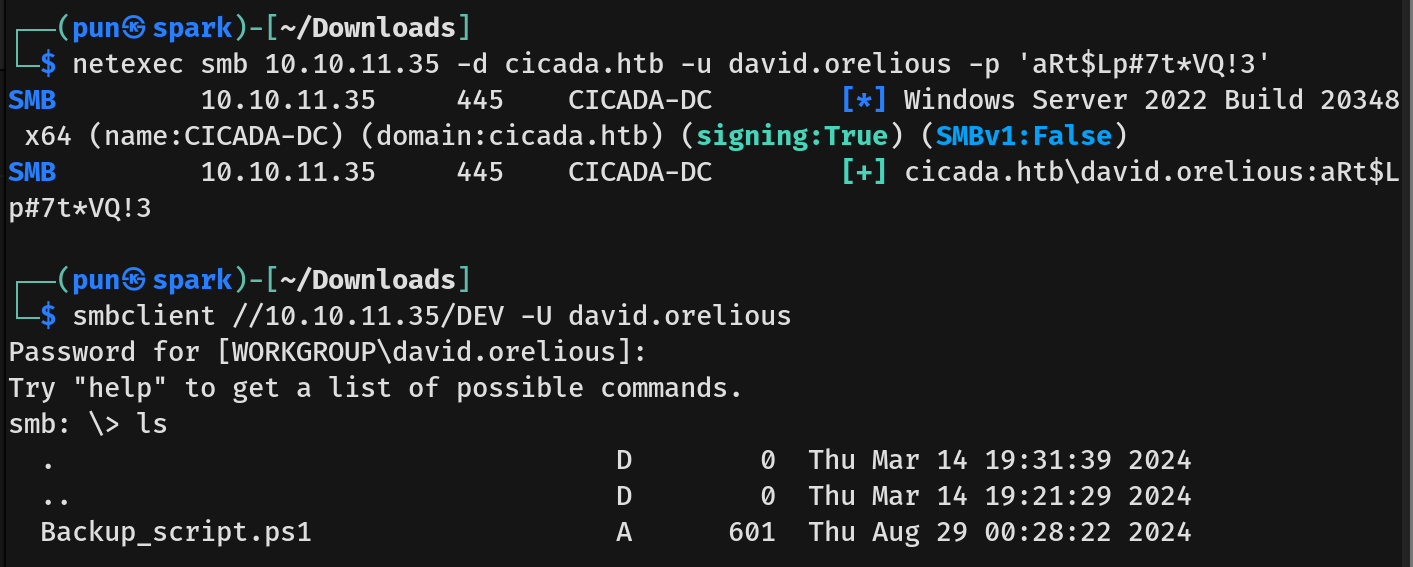 ┌──(pun㉿spark)-[~/Downloads]
└─$ netexec smb 10.10.11.35 -d cicada.htb -u david.orelious -p 'aRt$Lp#7t*VQ!3'
SMB         10.10.11.35     445    CICADA-DC        [*] Windows Server 2022 Build 20348
 x64 (name:CICADA-DC) (domain:cicada.htb) (signing:True) (SMBv1:False)
SMB         10.10.11.35     445    CICADA-DC        [+] cicada.htb\david.orelious:aRt$L
p#7t*VQ!3
┌──(pun㉿spark)-[~/Downloads]
└─$ smbclient //10.10.11.35/DEV -U david.orelious
Password for [WORKGROUP\david.orelious]:
Try "help" to get a list of possible commands.
smb: \> ls
  .                                   D        0  Thu Mar 14 19:31:39 2024
  ..                                  D        0  Thu Mar 14 19:21:29 2024
  Backup_script.ps1                   A      601  Thu Aug 29 00:28:22 2024